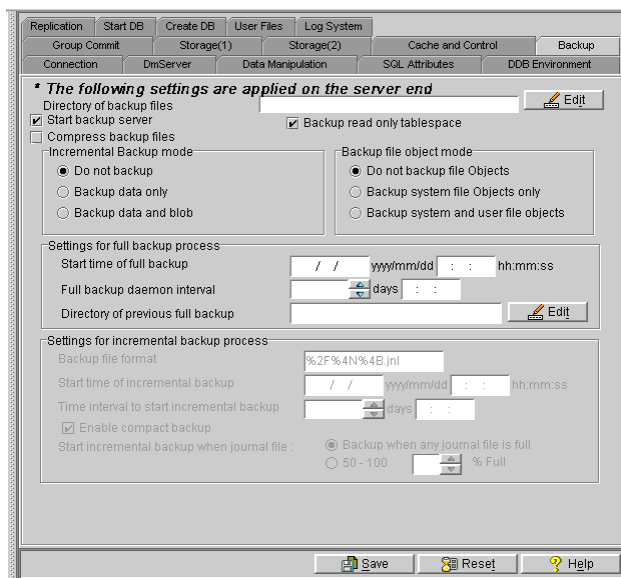 Replication Start DB Create DB User Files Log System
Group Commit Storage(1) Storage(2) Cache and Control Backup
Connection DmServer Data Manipulation SQL Attributes DDB Environment
* The following settings are applied on the server end
Directory of backup files Edit
Start backup server Backup read only tablespace
Compress backup files
Incremental Backup mode Backup file object mode
Do not backup Do not backup file Objects
Backup data only Backup system file Objects only
Backup data and blob Backup system and user file objects
Settings for full backup process
Start time of full backup / / yyyy/mm/dd : : hh:mm:ss
Full backup daemon interval days : :
Directory of previous full backup Edit
Settings for incremental backup process
Backup file format %2F%4N%4B.jnl
Start time of incremental backup / / yyyy/mm/dd : : hh:mm:ss
Time interval to start incremental backup days : :
Enable compact backup
Start incremental backup when journal file : Backup when any journal file is full
50 - 100 % Full
Save Reset Help